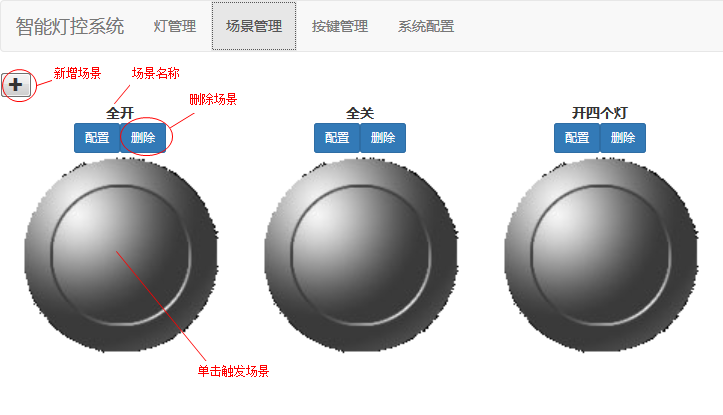 智能灯控系统 灯管理 场景管理 按键管理 系统配置
新增场景 场景名称
删除场景
全开 全关 开四个灯
配置 删除 配置 删除 配置 删除
单击触发场景